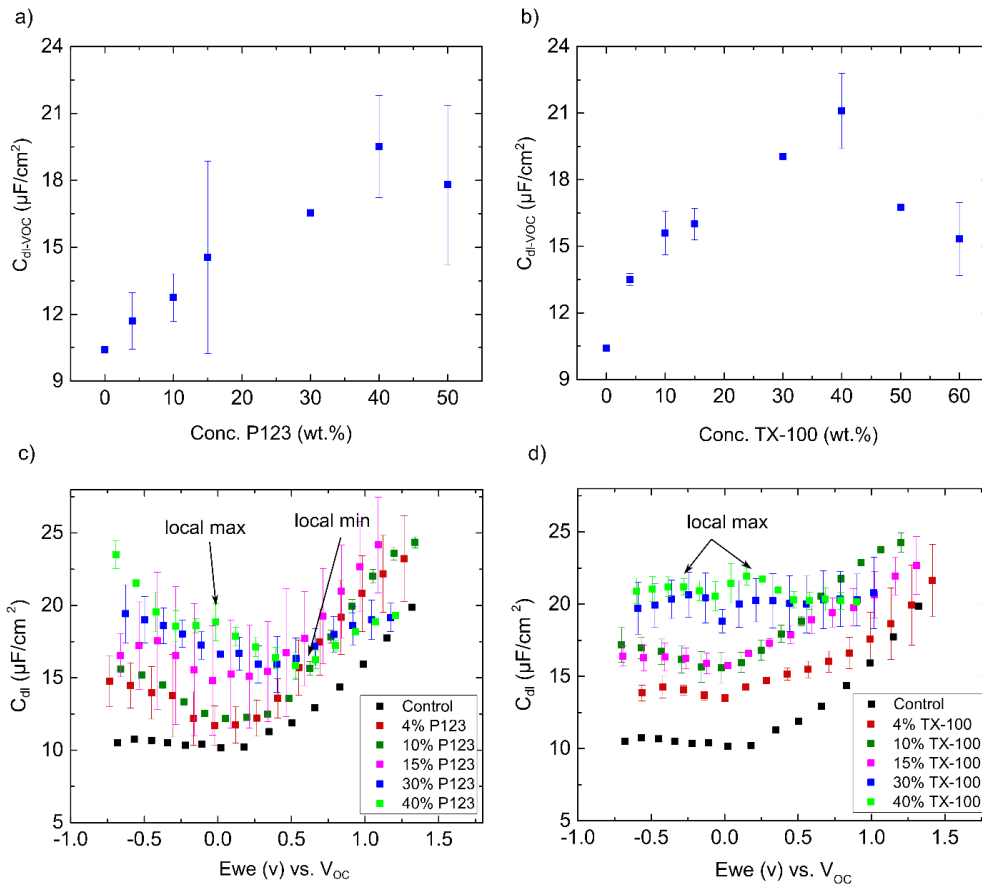 a)
24
21
18
15
12
9
C_dl-VOC (µF/cm²)
0 10 20 30 40 50
Conc. P123 (wt.%)
b)
24
21
18
15
12
9
C_dl-VOC (µF/cm²)
0 10 20 30 40 50 60
Conc. TX-100 (wt.%)
c)
25
20
15
10
5
C_dl (µF/cm²)
local max
local min
Control
4% P123
10% P123
15% P123
30% P123
40% P123
-1.0 -0.5 0.0 0.5 1.0 1.5
Ewe (v) vs. V_OC
d)
25
20
15
10
5
C_dl (µF/cm²)
local max
Control
4% TX-100
10% TX-100
15% TX-100
30% TX-100
40% TX-100
-1.0 -0.5 0.0 0.5 1.0 1.5
Ewe (v) vs. V_OC